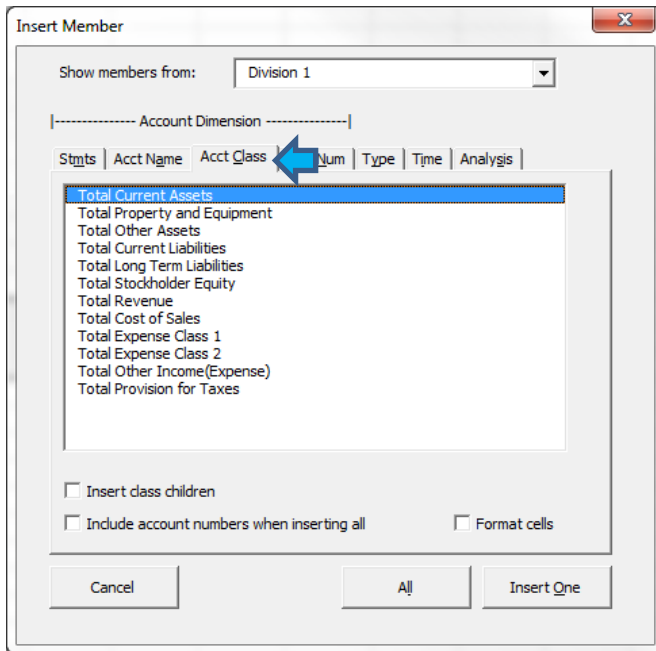 Insert Member
Show members from: Division 1
|--------------- Account Dimension ---------------|
Stmts Acct Name Acct Class Num Type Time Analysis
Total Current Assets
Total Property and Equipment
Total Other Assets
Total Current Liabilities
Total Long Term Liabilities
Total Stockholder Equity
Total Revenue
Total Cost of Sales
Total Expense Class 1
Total Expense Class 2
Total Other Income(Expense)
Total Provision for Taxes
Insert class children
Include account numbers when inserting all Format cells
Cancel All Insert One